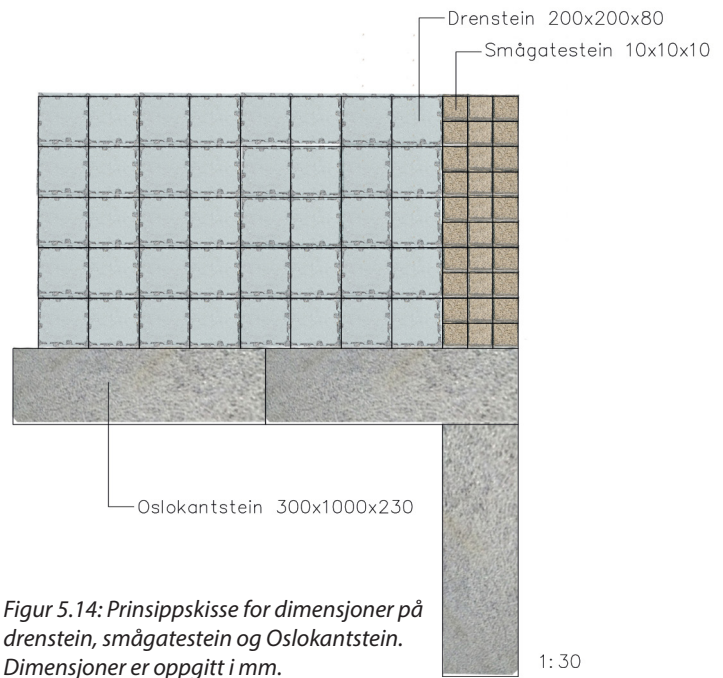 Drenstein 200x200x80
Smågatestein 10x10x10
Oslokantstein 300x1000x230
Figur 5.14: Prinsippskisse for dimensjoner på
drenstein, smågatestein og Oslokantstein.
Dimensjoner er oppgitt i mm.
1:30